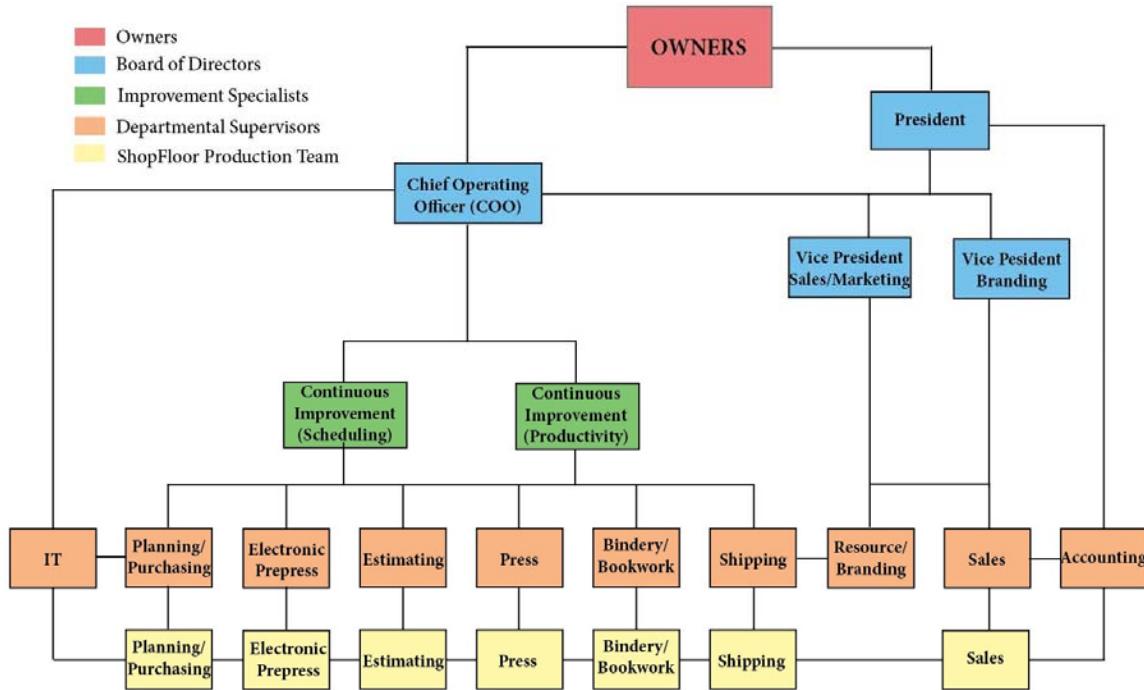 Owners
Board of Directors
Improvement Specialists
Departmental Supervisors
ShopFloor Production Team
OWNERS
President
Chief Operating
Officer (COO)
Vice President
Sales/Marketing
Vice Pesident
Branding
Continuous
Improvement
(Scheduling)
Continuous
Improvement
(Productivity)
IT
Planning/
Purchasing
Electronic
Prepress
Estimating
Press
Bindery/
Bookwork
Shipping
Resource/
Branding
Sales
Accounting
Planning/
Purchasing
Electronic
Prepress
Estimating
Press
Bindery/
Bookwork
Shipping
Sales